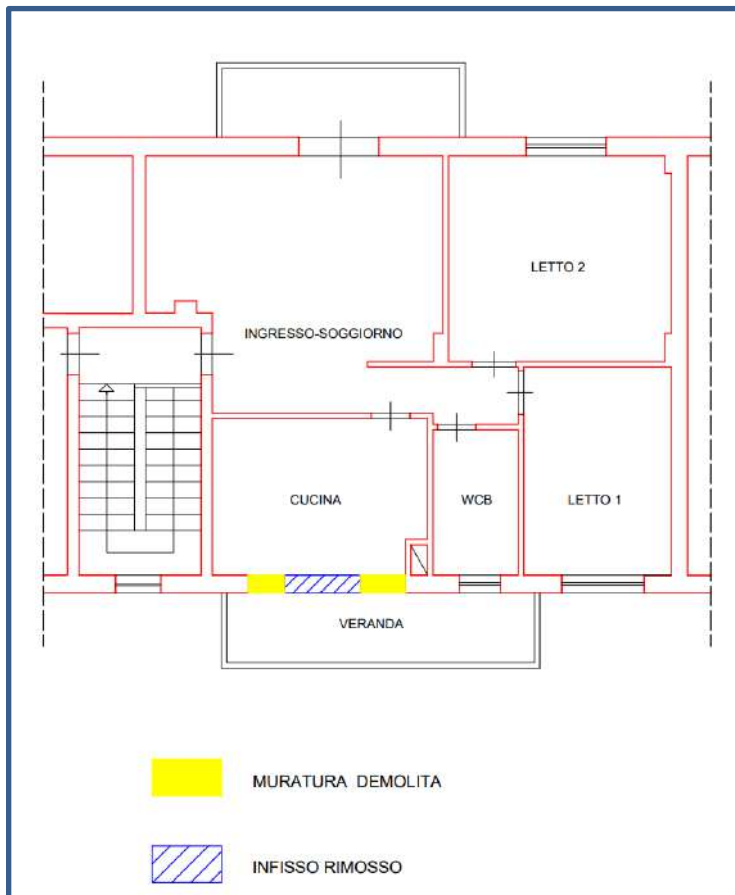 LETTO 2
INGRESSO-SOGGIORNO
CUCINA
WCB
LETTO 1
VERANDA
MURATURA DEMOLITA
INFISSO RIMOSSO